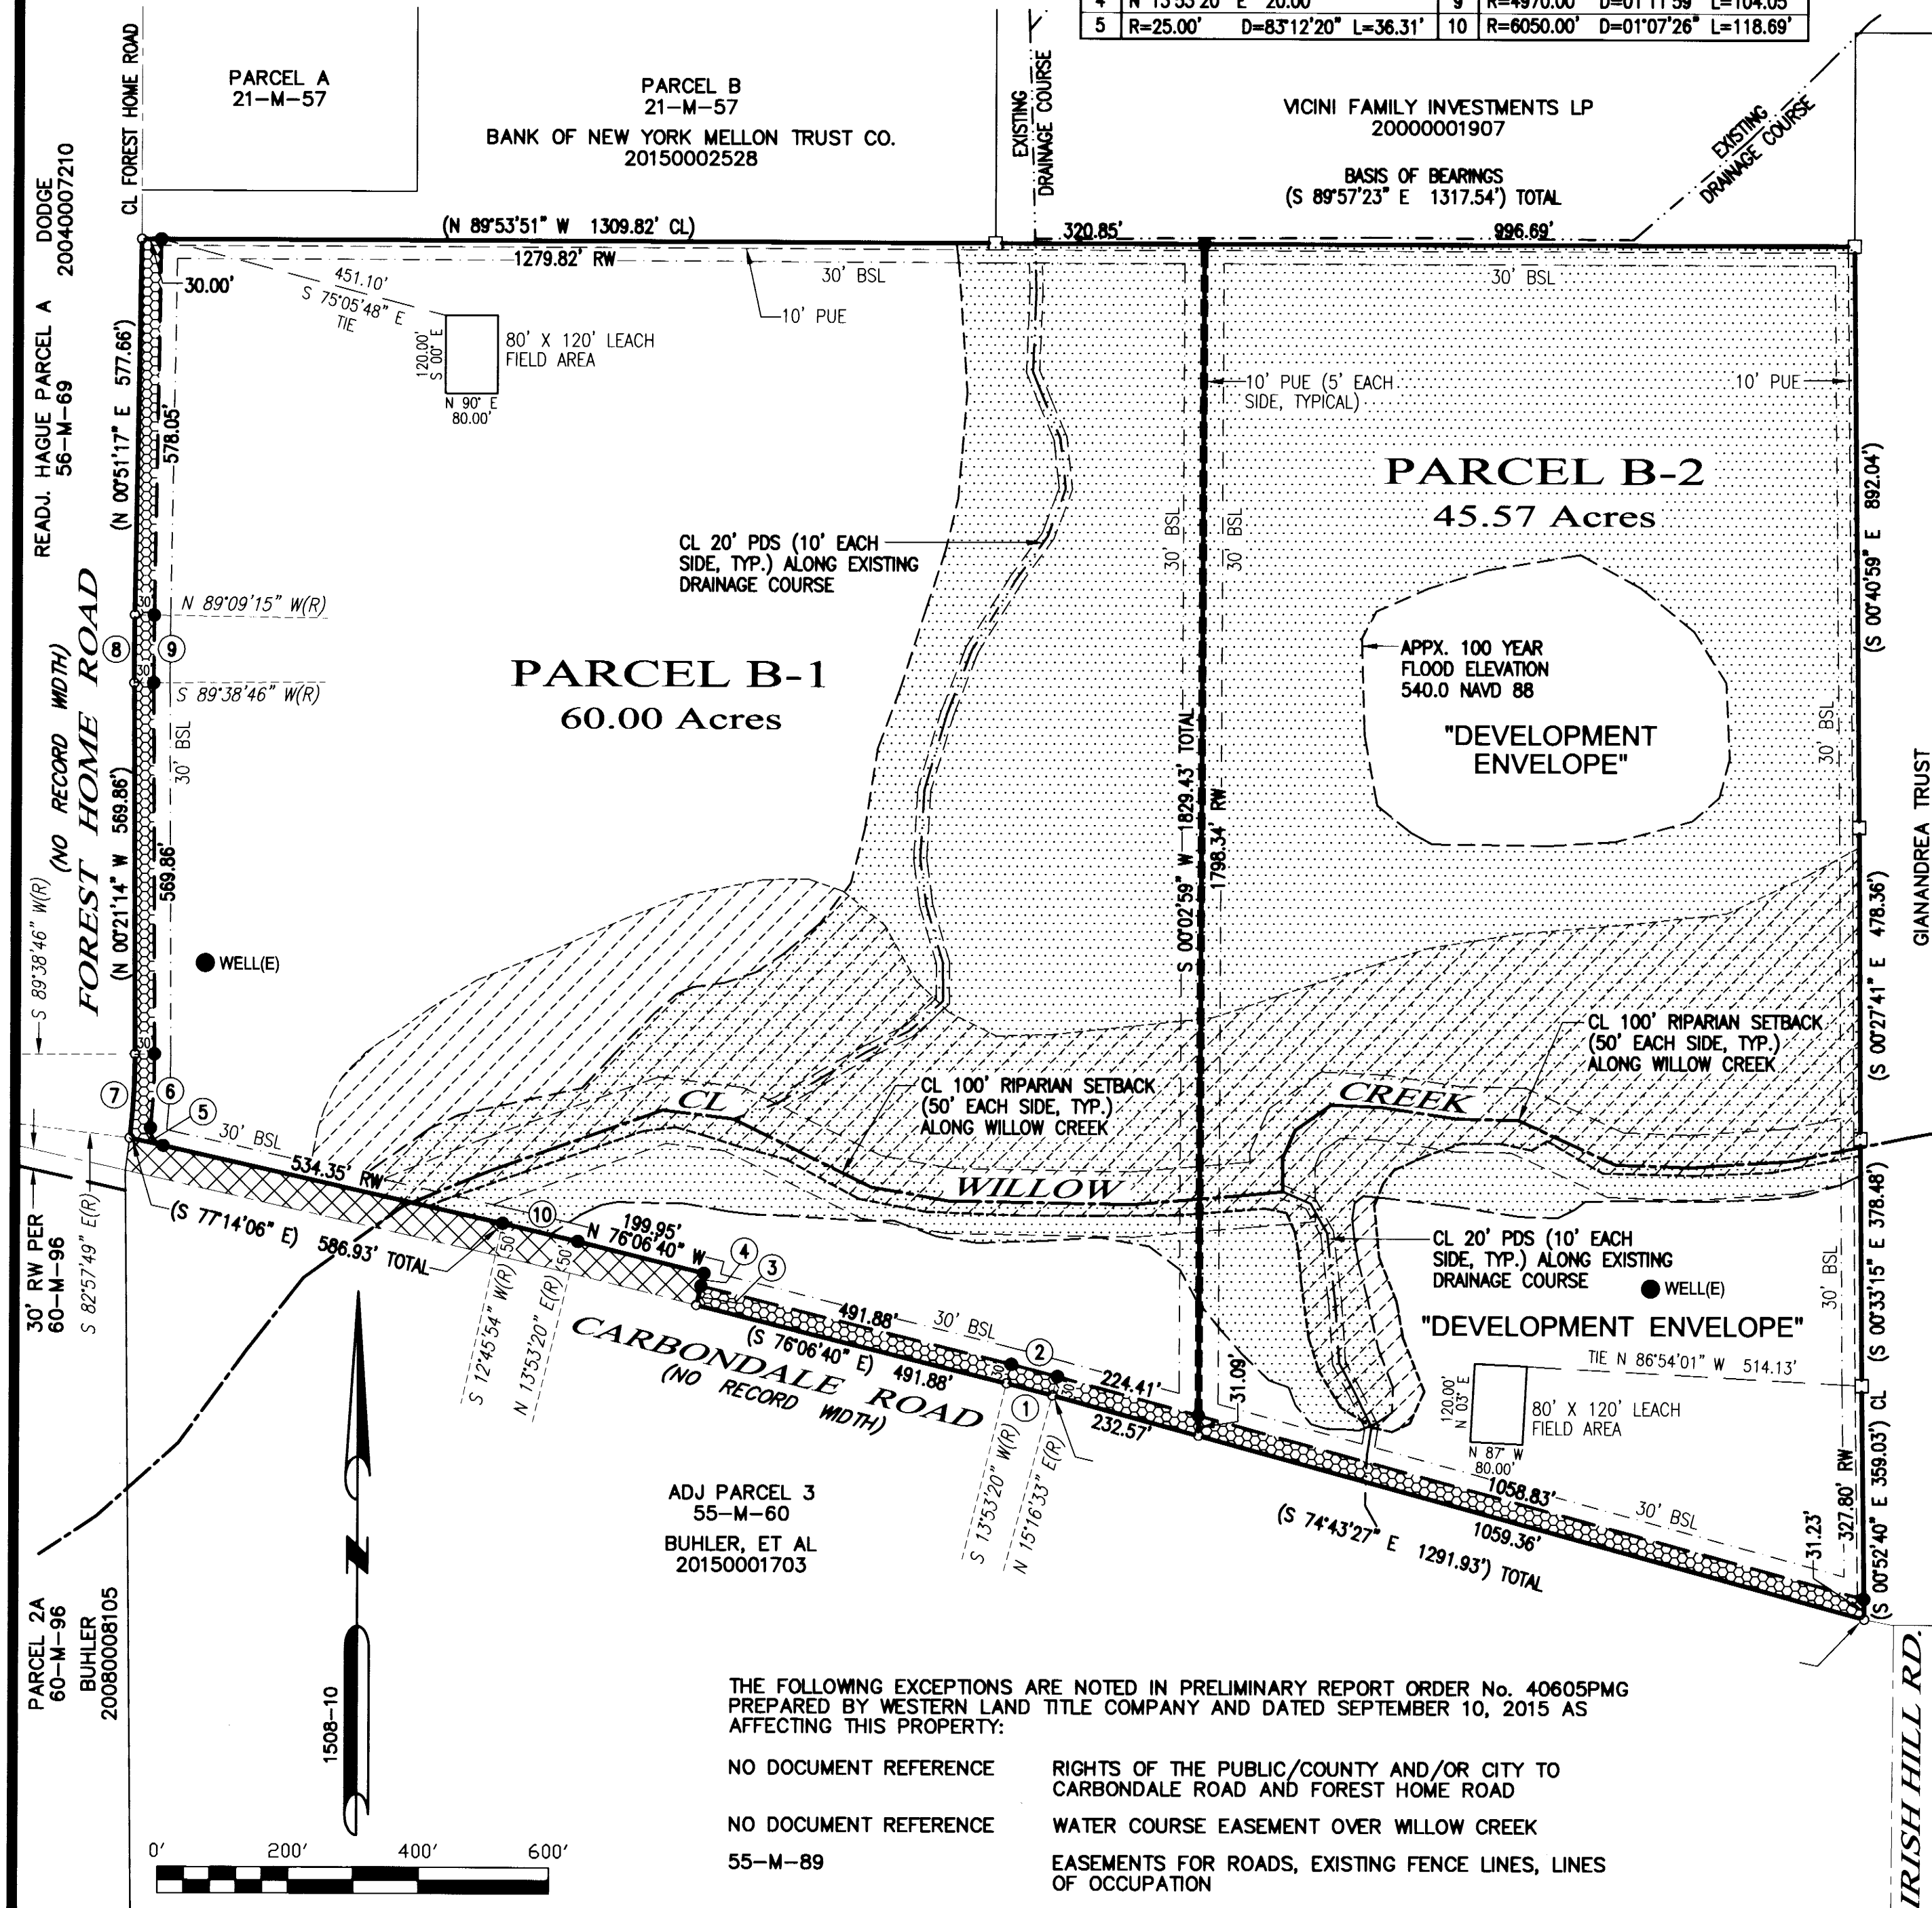 4 N 13°53'20" E 20.00' 9 R=4970.00' D=01°11'59" L=104.05'
5 R=25.00' D=83°12'20" L=36.31' 10 R=6050.00' D=01°07'26" L=118.69'
CL FOREST HOME ROAD
PARCEL A
21-M-57
PARCEL B
21-M-57
BANK OF NEW YORK MELLON TRUST CO.
20150002528
EXISTING
DRAINAGE COURSE
VICINI FAMILY INVESTMENTS LP
20000001907
BASIS OF BEARINGS
(S 89°57'23" E 1317.54') TOTAL
EXISTING
DRAINAGE COURSE
DODGE
20040007210
READJ. HAGUE PARCEL A
56-M-69
(N 89°53'51" W 1309.82' CL)
1279.82' RW
320.85'
996.69'
30.00'
451.10'
S 75°05'48" E
TIE
30' BSL
10' PUE
30' BSL
120.00'
S 00° E
80' X 120' LEACH
FIELD AREA
N 90° E
80.00'
10' PUE (5' EACH
SIDE, TYPICAL)
10' PUE
(N 00°51'17" E 577.66')
578.05'
PARCEL B-2
45.57 Acres
(S 00°40'59" E 892.04')
30' BSL
30' BSL
CL 20' PDS (10' EACH
SIDE, TYP.) ALONG EXISTING
DRAINAGE COURSE
30'
N 89°09'15" W(R)
8
9
30'
S 89°38'46" W(R)
PARCEL B-1
60.00 Acres
APPX. 100 YEAR
FLOOD ELEVATION
540.0 NAVD 88
"DEVELOPMENT
ENVELOPE"
30' BSL
30' BSL
FOREST HOME ROAD
(NO RECORD WIDTH)
(N 00°21'14" W 569.86')
569.86'
S 89°38'46" W(R)
S 00°02'59" W 1829.43' TOTAL
1798.34' RW
GIANANDREA TRUST
WELL(E)
(S 00°27'41" E 478.36')
30'
CL 100' RIPARIAN SETBACK
(50' EACH SIDE, TYP.)
ALONG WILLOW CREEK
CL 100' RIPARIAN SETBACK
(50' EACH SIDE, TYP.)
ALONG WILLOW CREEK
7
6
5
CL
WILLOW
CREEK
30' BSL
534.35' RW
(S 77°14'06" E) 586.93' TOTAL
30' RW PER
60-M-96
S 82°57'49" E(R)
10
199.95'
N 76°06'40" W
4
3
50'
50'
S 12°45'54" W(R)
N 13°53'20" E(R)
CL 20' PDS (10' EACH
SIDE, TYP.) ALONG EXISTING
DRAINAGE COURSE
WELL(E)
"DEVELOPMENT ENVELOPE"
30' BSL
(S 00°33'15" E 378.48')
491.88'
30' BSL
(S 76°06'40" E)
491.88'
CARBONDALE ROAD
(NO RECORD WIDTH)
2
30'
1
30'
224.41'
232.57'
31.09'
S 13°53'20" W(R)
N 15°16'33" E(R)
TIE N 86°54'01" W 514.13'
120.00'
N 03° E
80' X 120' LEACH
FIELD AREA
N 87° W
80.00'
1058.83'
30' BSL
1059.36'
(S 74°43'27" E 1291.93') TOTAL
31.23'
327.80' RW
(S 00°52'40" E 359.03') CL
ADJ PARCEL 3
55-M-60
BUHLER, ET AL
20150001703
PARCEL 2A
60-M-96
BUHLER
20080008105
N
1508-10
IRISH HILL RD.
THE FOLLOWING EXCEPTIONS ARE NOTED IN PRELIMINARY REPORT ORDER No. 40605PMG
PREPARED BY WESTERN LAND TITLE COMPANY AND DATED SEPTEMBER 10, 2015 AS
AFFECTING THIS PROPERTY:
NO DOCUMENT REFERENCE RIGHTS OF THE PUBLIC/COUNTY AND/OR CITY TO
CARBONDALE ROAD AND FOREST HOME ROAD
NO DOCUMENT REFERENCE WATER COURSE EASEMENT OVER WILLOW CREEK
55-M-89 EASEMENTS FOR ROADS, EXISTING FENCE LINES, LINES
OF OCCUPATION
0' 200' 400' 600'